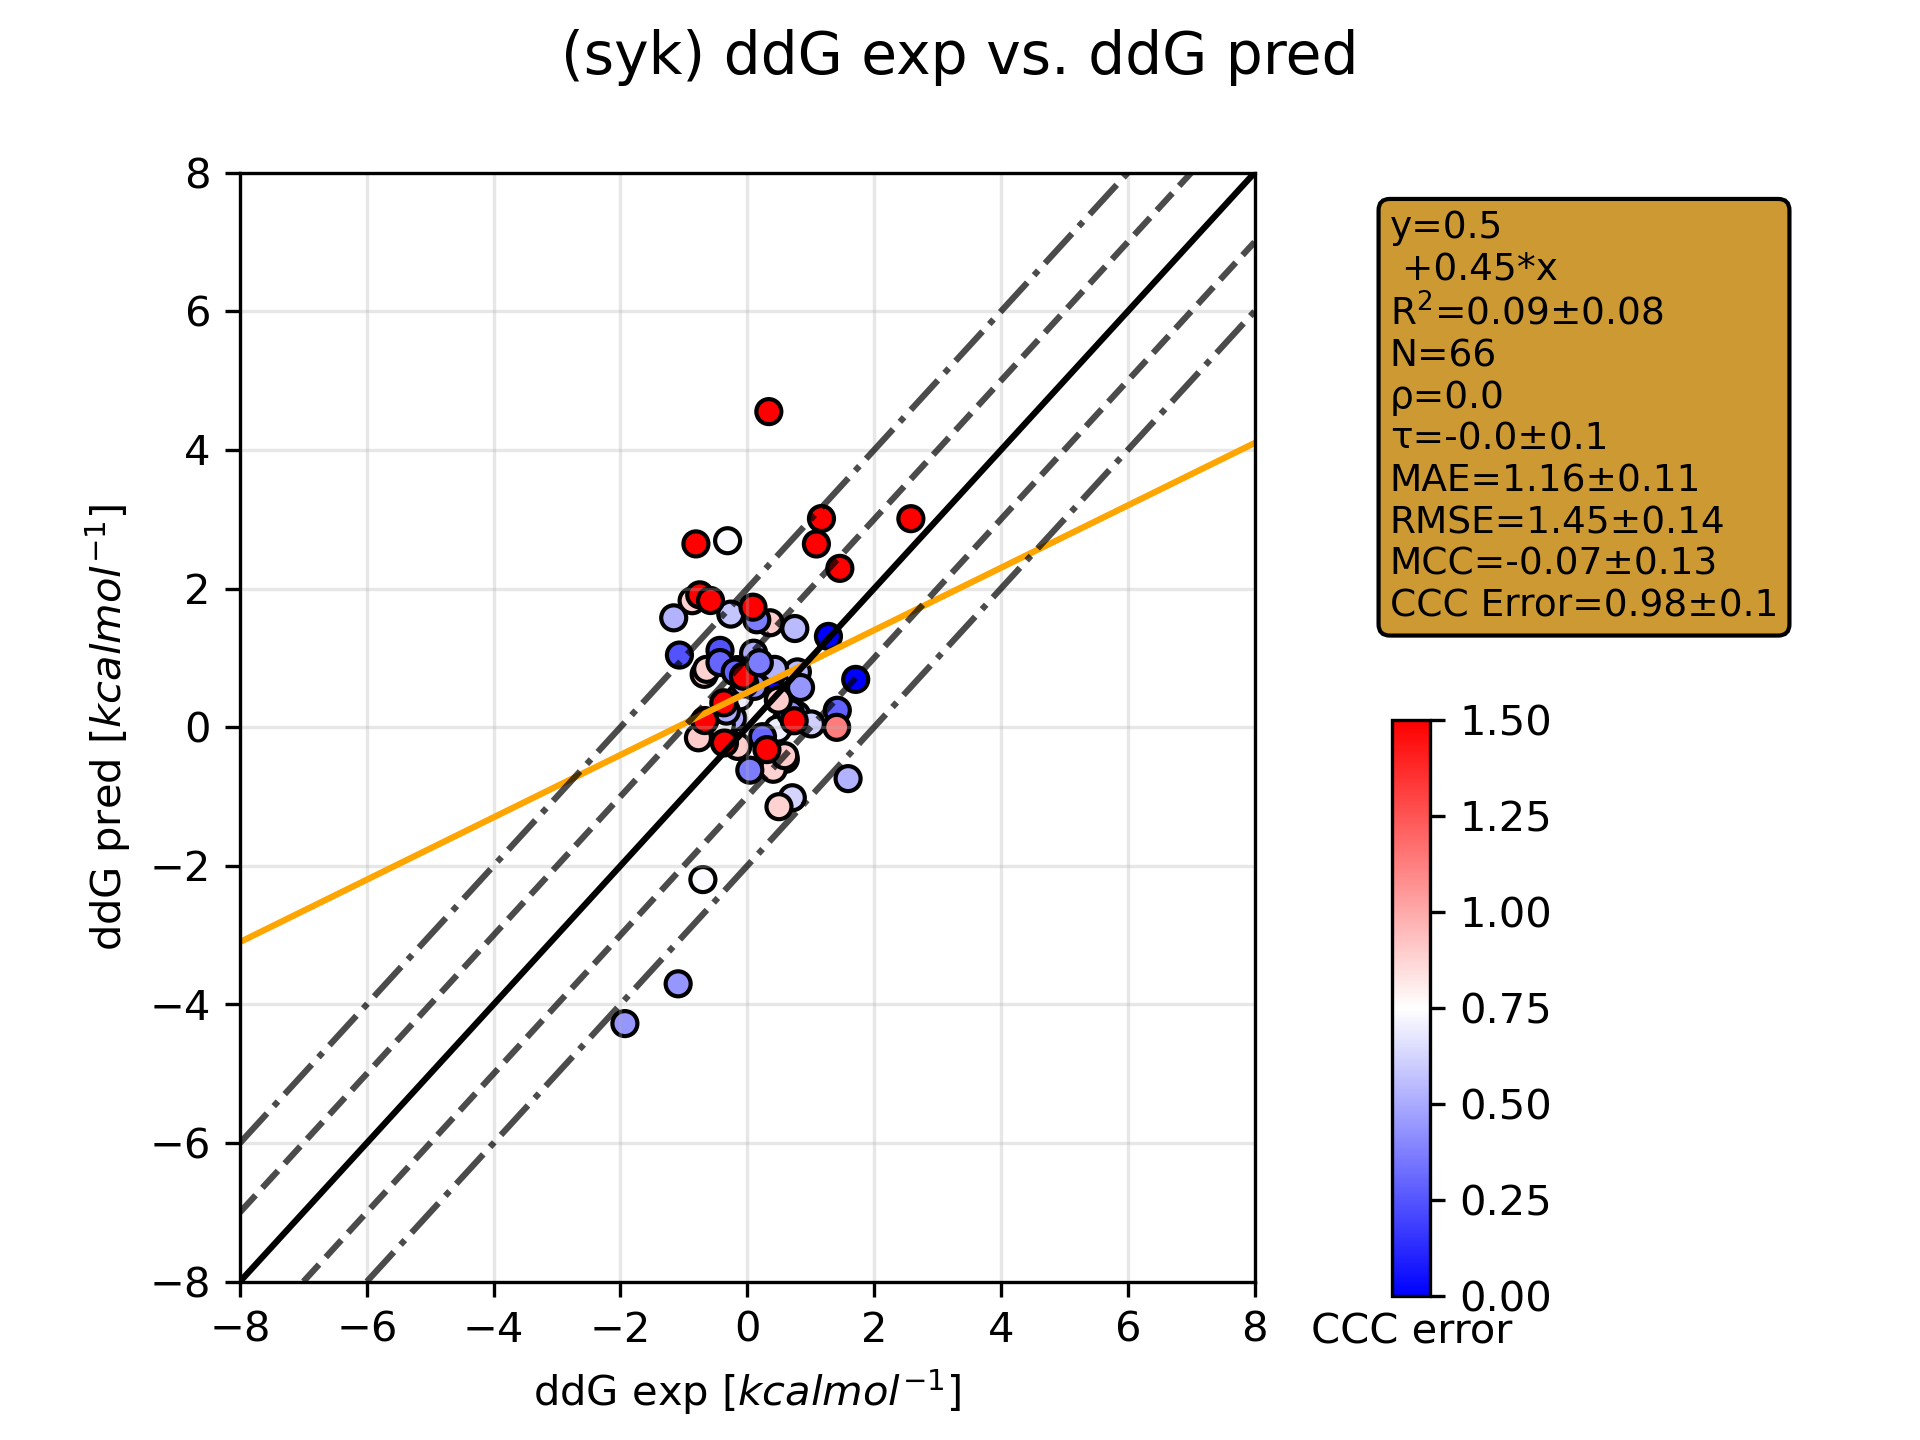 (syk) ddG exp vs. ddG pred
8
6
4
2
0
−2
−4
−6
−8
ddG pred [kcalmol⁻¹]
−8 −6 −4 −2 0 2 4 6 8
ddG exp [kcalmol⁻¹]
y=0.5
+0.45*x
R²=0.09±0.08
N=66
ρ=0.0
τ=-0.0±0.1
MAE=1.16±0.11
RMSE=1.45±0.14
MCC=-0.07±0.13
CCC Error=0.98±0.1
1.50
1.25
1.00
0.75
0.50
0.25
0.00
CCC error